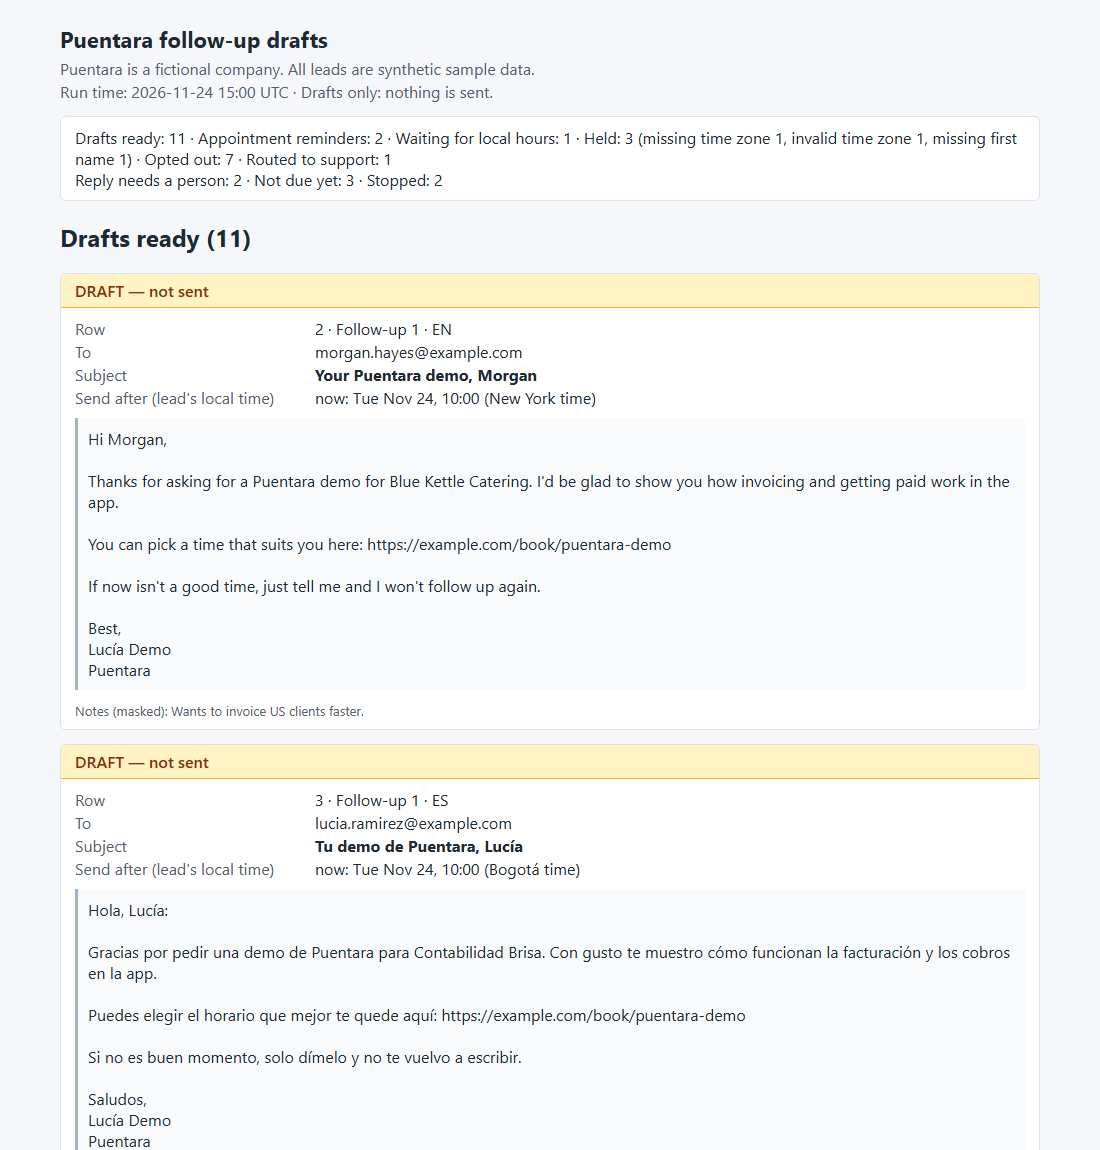 Puentara follow-up drafts
Puentara is a fictional company. All leads are synthetic sample data.
Run time: 2026-11-24 15:00 UTC · Drafts only: nothing is sent.
Drafts ready: 11 · Appointment reminders: 2 · Waiting for local hours: 1 · Held: 3 (missing time zone 1, invalid time zone 1, missing first
name 1) · Opted out: 7 · Routed to support: 1
Reply needs a person: 2 · Not due yet: 3 · Stopped: 2
Drafts ready (11)
DRAFT — not sent
Row 2 · Follow-up 1 · EN
To morgan.hayes@example.com
Subject Your Puentara demo, Morgan
Send after (lead's local time) now: Tue Nov 24, 10:00 (New York time)
Hi Morgan,
Thanks for asking for a Puentara demo for Blue Kettle Catering. I'd be glad to show you how invoicing and getting paid work in the
app.
You can pick a time that suits you here: https://example.com/book/puentara-demo
If now isn't a good time, just tell me and I won't follow up again.
Best,
Lucía Demo
Puentara
Notes (masked): Wants to invoice US clients faster.
DRAFT — not sent
Row 3 · Follow-up 1 · ES
To lucia.ramirez@example.com
Subject Tu demo de Puentara, Lucía
Send after (lead's local time) now: Tue Nov 24, 10:00 (Bogotá time)
Hola, Lucía:
Gracias por pedir una demo de Puentara para Contabilidad Brisa. Con gusto te muestro cómo funcionan la facturación y los cobros
en la app.
Puedes elegir el horario que mejor te quede aquí: https://example.com/book/puentara-demo
Si no es buen momento, solo dímelo y no te vuelvo a escribir.
Saludos,
Lucía Demo
Puentara